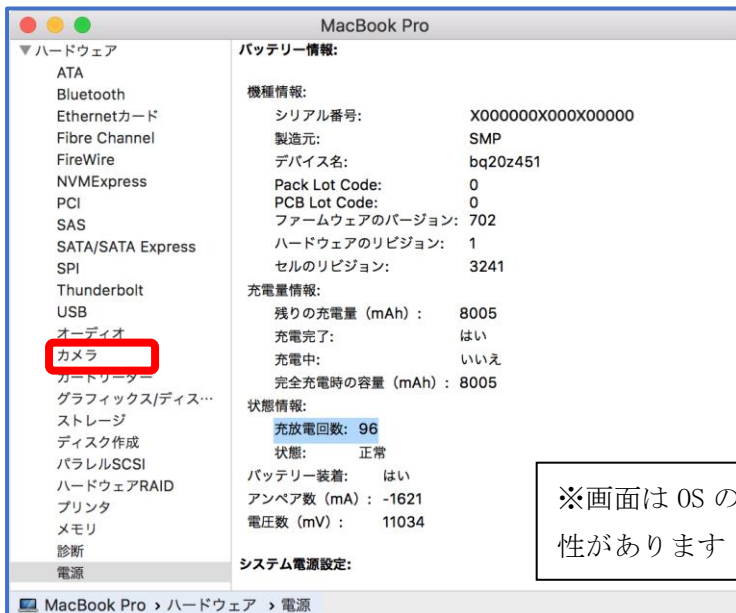 MacBook Pro
ハードウェア
ATA
Bluetooth
Ethernetカード
Fibre Channel
FireWire
NVMExpress
PCI
SAS
SATA/SATA Express
SPI
Thunderbolt
USB
オーディオ
カメラ
カードリーダー
グラフィックス/ディス…
ストレージ
ディスク作成
パラレルSCSI
ハードウェアRAID
プリンタ
メモリ
診断
電源
バッテリー情報:
機種情報:
シリアル番号: X000000X000X00000
製造元: SMP
デバイス名: bq20z451
Pack Lot Code: 0
PCB Lot Code: 0
ファームウェアのバージョン: 702
ハードウェアのリビジョン: 1
セルのリビジョン: 3241
充電量情報:
残りの充電量（mAh）: 8005
充電完了: はい
充電中: いいえ
完全充電時の容量（mAh）: 8005
状態情報:
充放電回数: 96
状態: 正常
バッテリー装着: はい
アンペア数（mA）: -1621
電圧数（mV）: 11034
システム電源設定:
※画面は OS の
性があります
MacBook Pro › ハードウェア › 電源